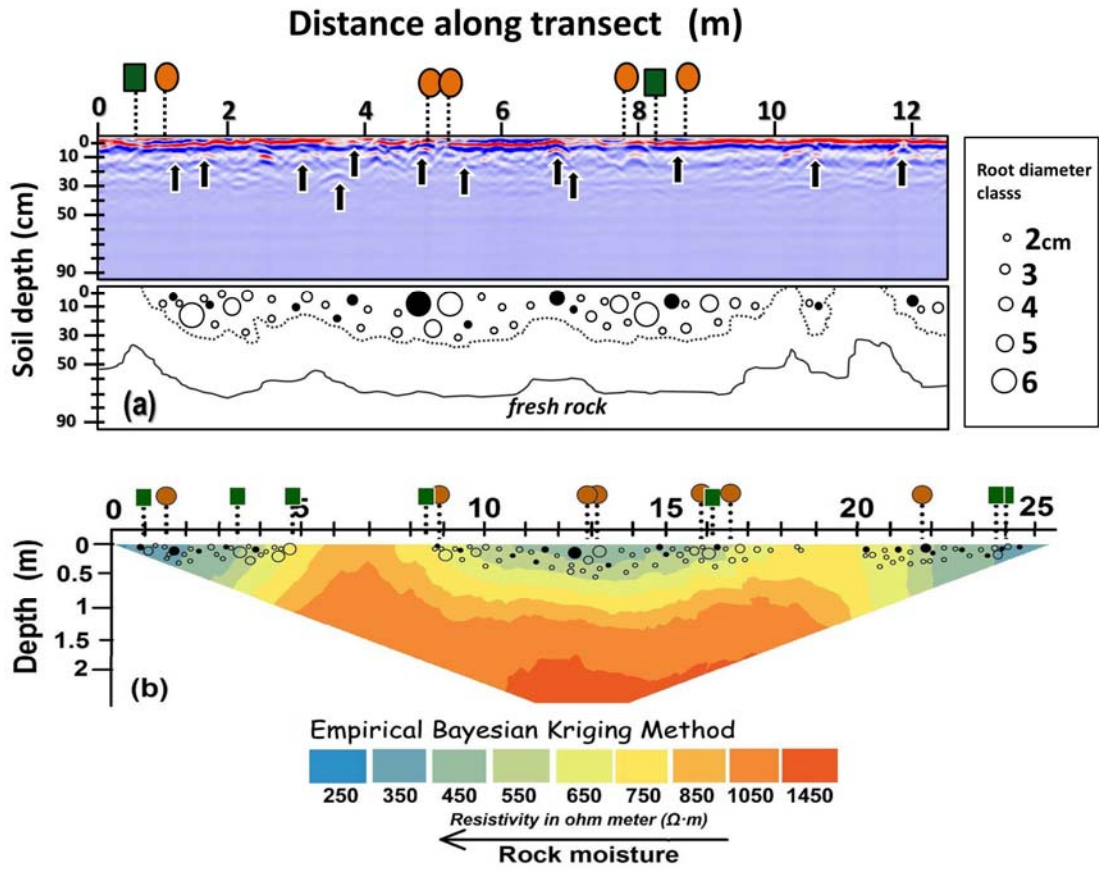 Distance along transect (m)
0 2 4 6 8 10 12
0
10
30
50
90
Soil depth (cm)
10
30
50
90
(a)
fresh rock
Root diameter
classs
2cm
3
4
5
6
0 5 10 15 20 25
Depth (m)
0
0.5
1
1.5
2
(b)
Empirical Bayesian Kriging Method
250 350 450 550 650 750 850 1050 1450
Resistivity in ohm meter (Ω·m)
Rock moisture